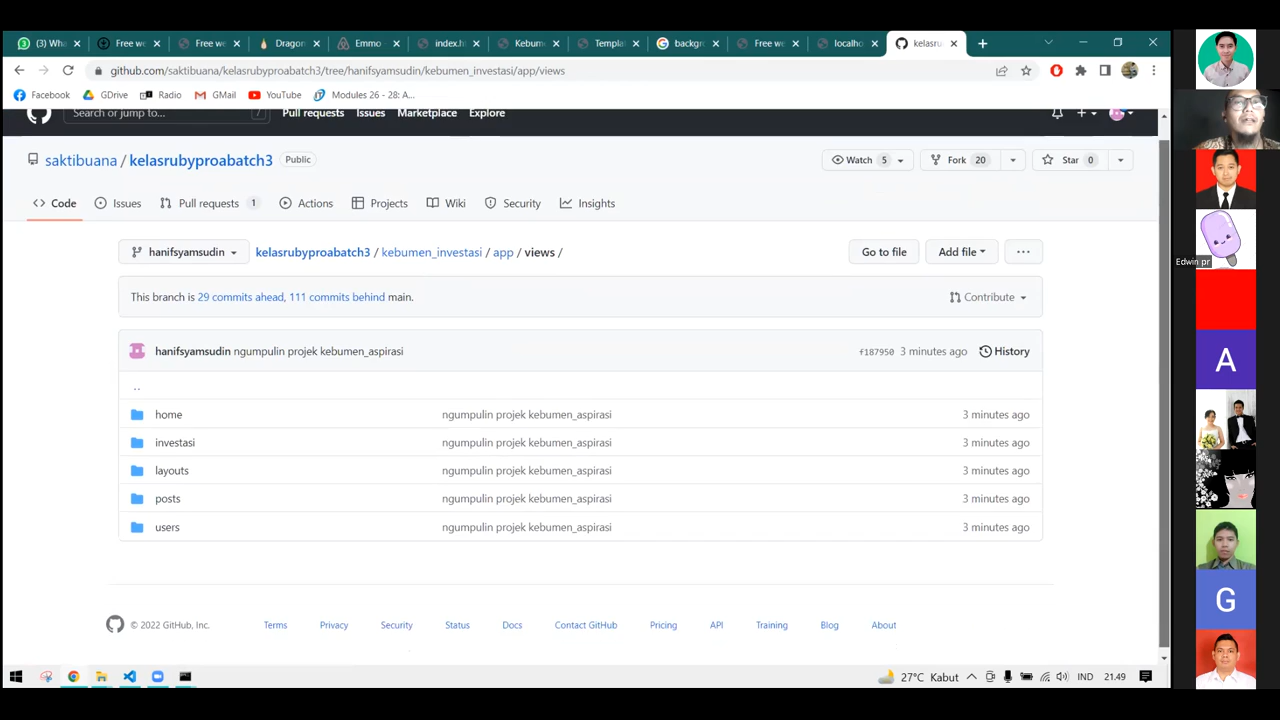 (3) Wha
Free we
Free we
Dragon
Emmo -
index.h
Kebum
Templa
backgr
Free we
localho
kelasru
github.com/saktibuana/kelasrubyproabatch3/tree/hanifsyamsudin/kebumen_investasi/app/views
Facebook
GDrive
Radio
GMail
YouTube
Modules 26 - 28: A...
Search or jump to...
/
Pull requests
Issues
Marketplace
Explore
saktibuana / kelasrubyproabatch3
Public
Watch 5
Fork 20
Star 0
Code
Issues
Pull requests 1
Actions
Projects
Wiki
Security
Insights
hanifsyamsudin
kelasrubyproabatch3 / kebumen_investasi / app / views /
Go to file
Add file
...
This branch is 29 commits ahead, 111 commits behind main.
Contribute
hanifsyamsudin ngumpulin projek kebumen_aspirasi
f187950 3 minutes ago
History
..
home ngumpulin projek kebumen_aspirasi 3 minutes ago
investasi ngumpulin projek kebumen_aspirasi 3 minutes ago
layouts ngumpulin projek kebumen_aspirasi 3 minutes ago
posts ngumpulin projek kebumen_aspirasi 3 minutes ago
users ngumpulin projek kebumen_aspirasi 3 minutes ago
© 2022 GitHub, Inc.
Terms
Privacy
Security
Status
Docs
Contact GitHub
Pricing
API
Training
Blog
About
27°C Kabut
IND
21.49
Edwin pr
A
G